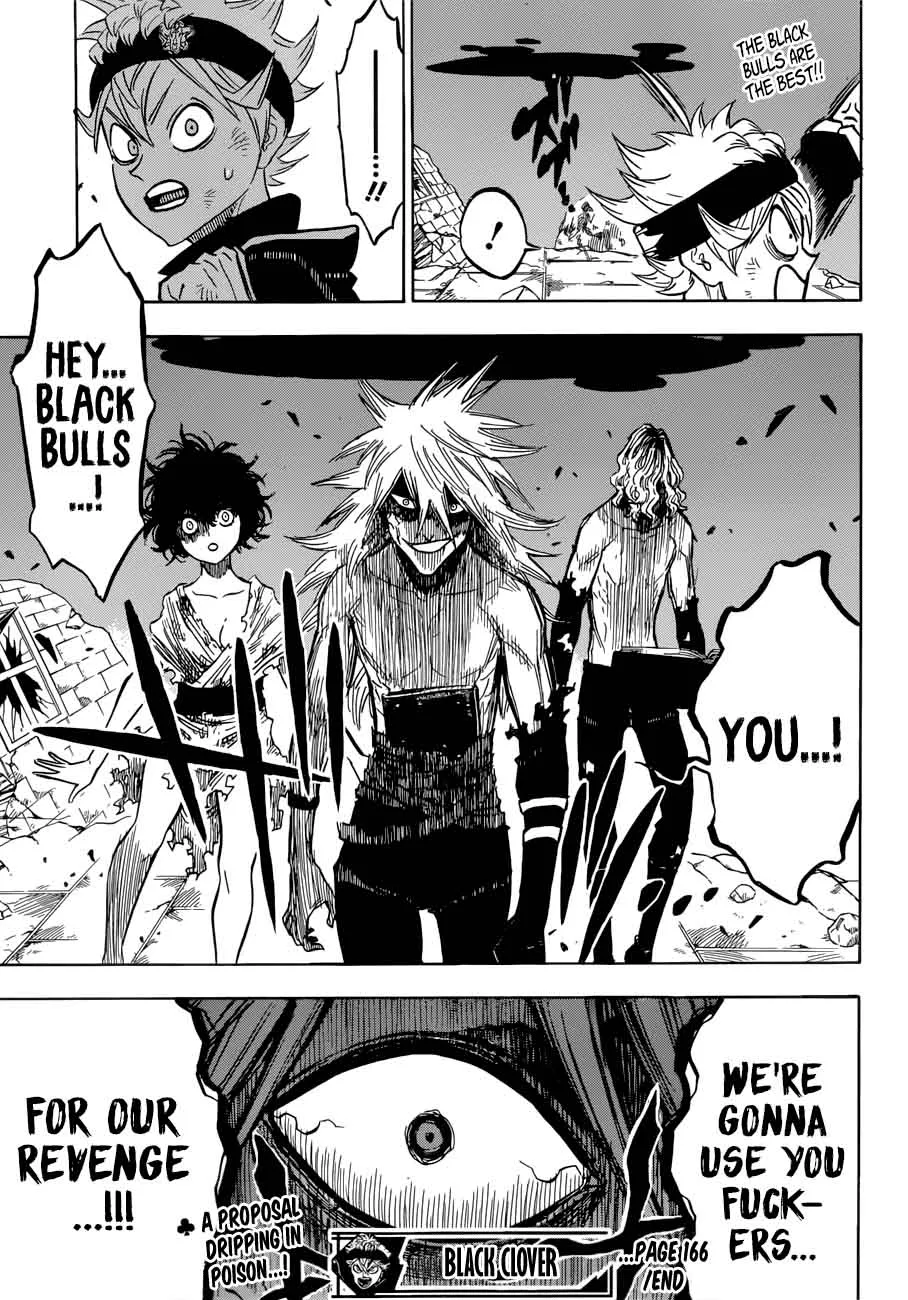 THE BLACK
BULLS ARE
THE BEST!!
!
...!!
HEY...
BLACK
BULLS
...!
YOU...!
WE'RE
GONNA
USE YOU
FUCK-
ERS...
FOR OUR
REVENGE
...!!!
♣ A PROPOSAL
DRIPPING IN
POISON...!
BLACK CLOVER
...PAGE 166
/END